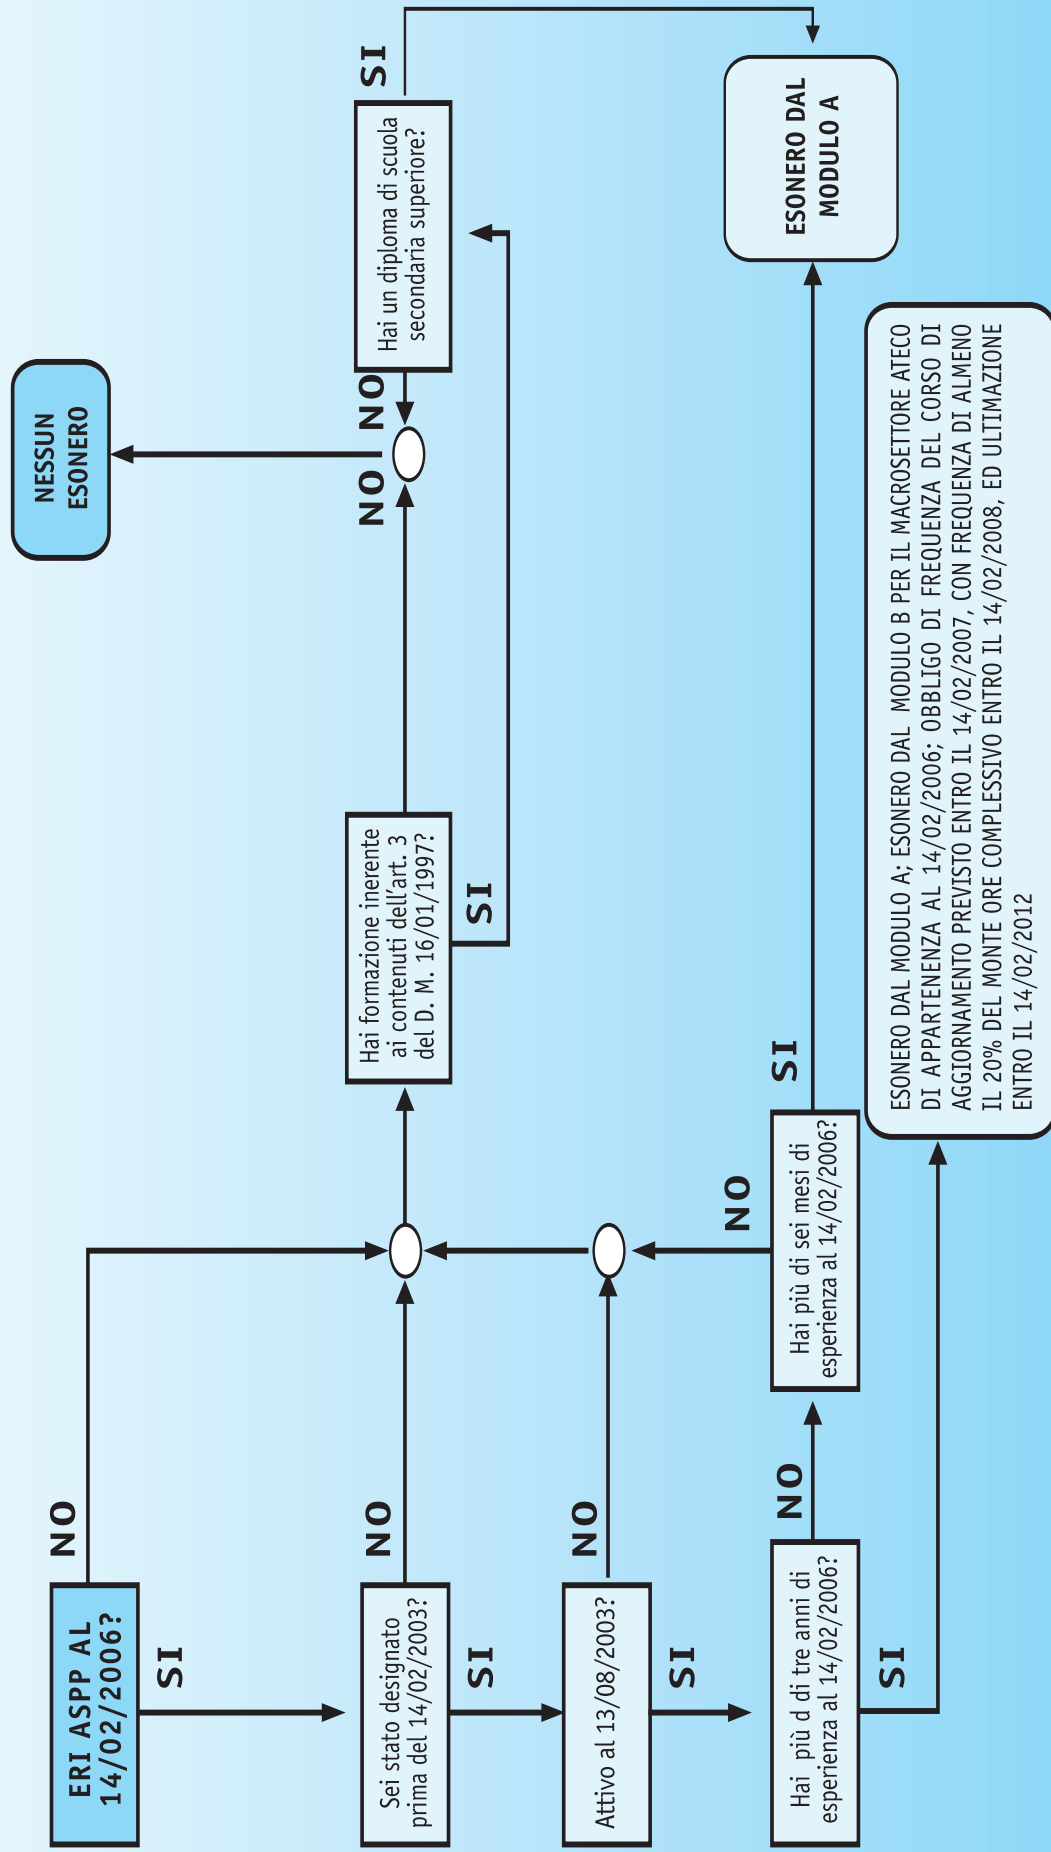 ERI ASPP AL
14/02/2006?
NO
SI
Sei stato designato
prima del 14/02/2003?
NO
SI
Attivo al 13/08/2003?
NO
SI
Hai più d tre anni di
esperienza al 14/02/2006?
NO
SI
Hai più di sei mesi di
esperienza al 14/02/2006?
NO
SI
Hai formazione inerente
ai contenuti dell'art. 3
del D. M. 16/01/1997?
NO
SI
Hai un diploma di scuola
secondaria superiore?
NO
SI
NESSUN
ESONERO
ESONERO DAL
MODULO A
ESONERO DAL MODULO A; ESONERO DAL MODULO B PER IL MACROSETTORE ATECO
DI APPARTENENZA AL 14/02/2006; OBBLIGO DI FREQUENZA DEL CORSO DI
AGGIORNAMENTO PREVISTO ENTRO IL 14/02/2007, CON FREQUENZA DI ALMENO
IL 20% DEL MONTE ORE COMPLESSIVO ENTRO IL 14/02/2008, ED ULTIMAZIONE
ENTRO IL 14/02/2012